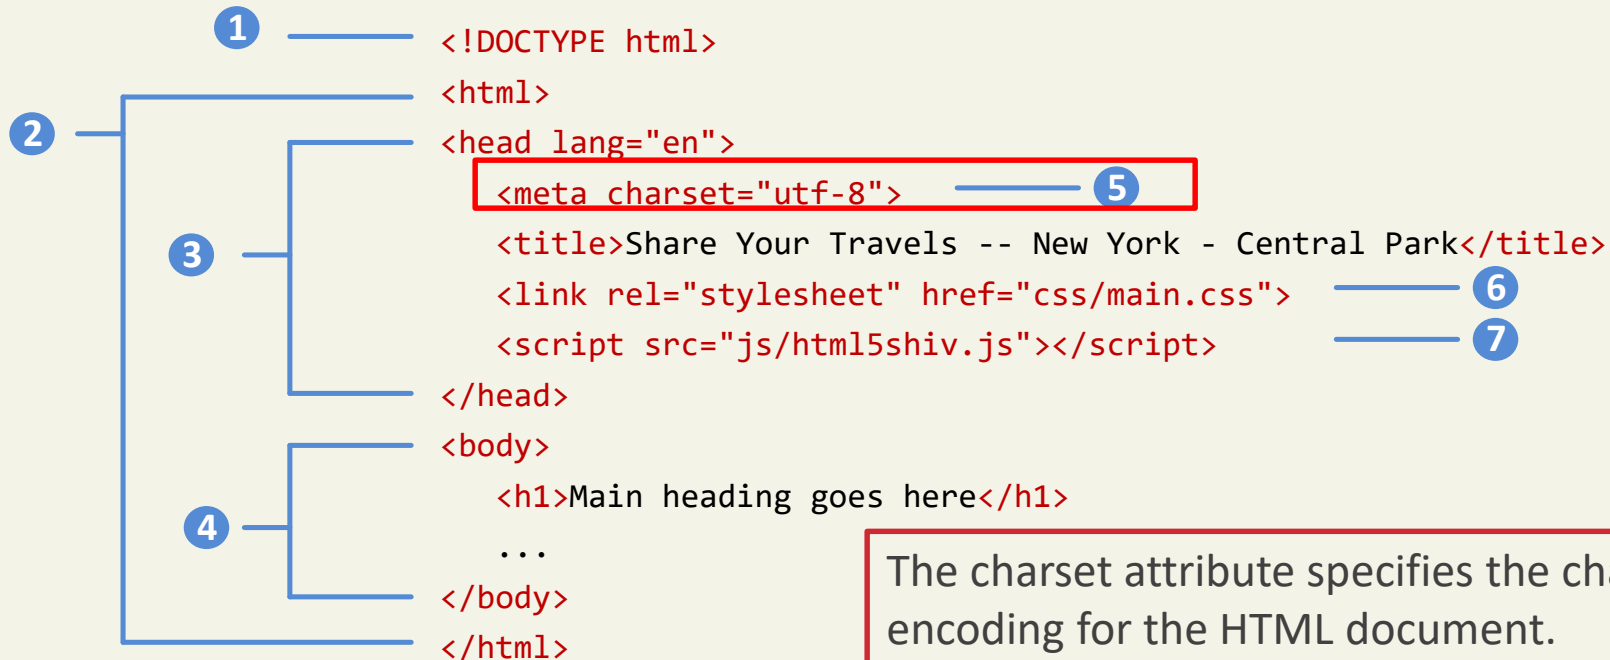 1 <!DOCTYPE html>
<html>
2 <head lang="en">
<meta charset="utf-8"> 5
<title>Share Your Travels -- New York - Central Park</title>
3
<link rel="stylesheet" href="css/main.css"> 6
<script src="js/html5shiv.js"></script> 7
</head>
<body>
<h1>Main heading goes here</h1>
4
...
</body>
</html>
The charset attribute specifies the
encoding for the HTML document.